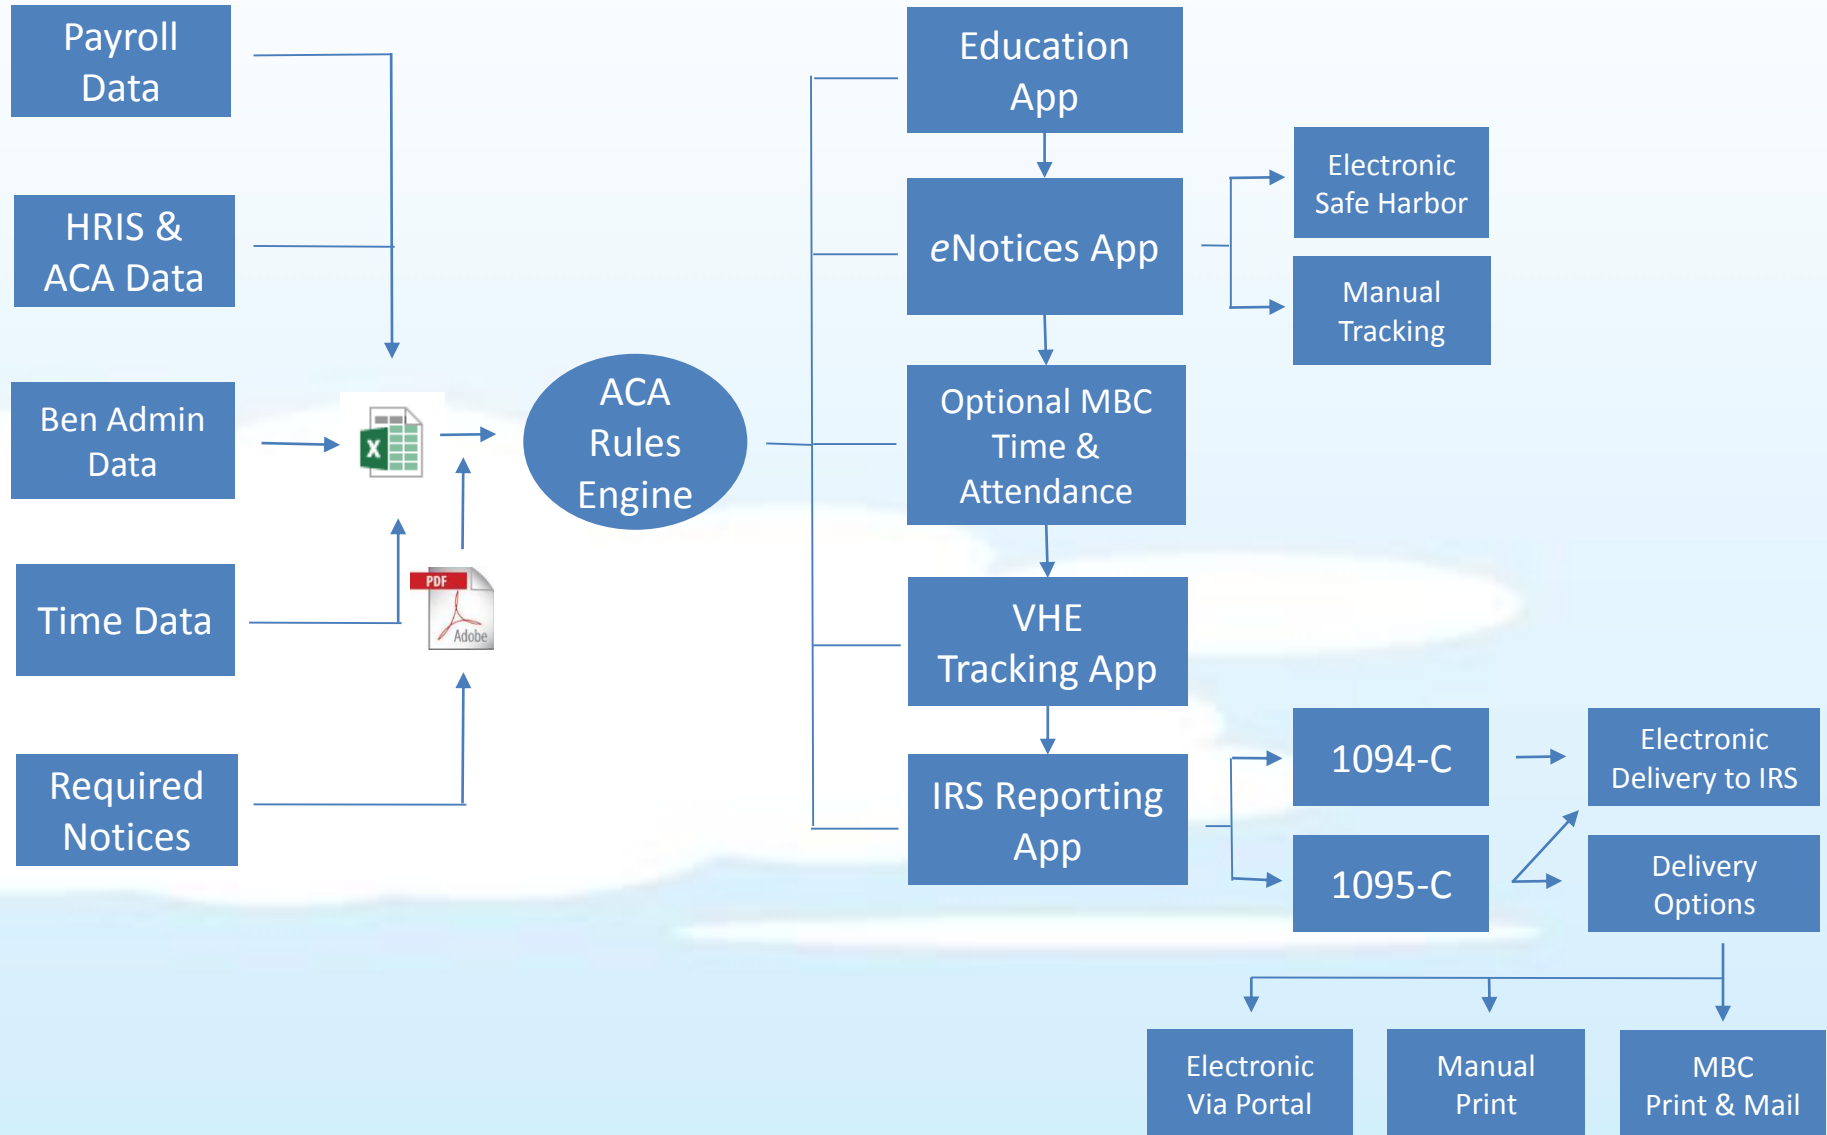 Payroll
Data
HRIS &
ACA Data
Ben Admin
Data
Time Data
Required
Notices
X
PDF
Adobe
ACA
Rules
Engine
Education
App
eNotices App
Optional MBC
Time &
Attendance
VHE
Tracking App
IRS Reporting
App
Electronic
Safe Harbor
Manual
Tracking
1094-C
1095-C
Electronic
Delivery to IRS
Delivery
Options
Electronic
Via Portal
Manual
Print
MBC
Print & Mail